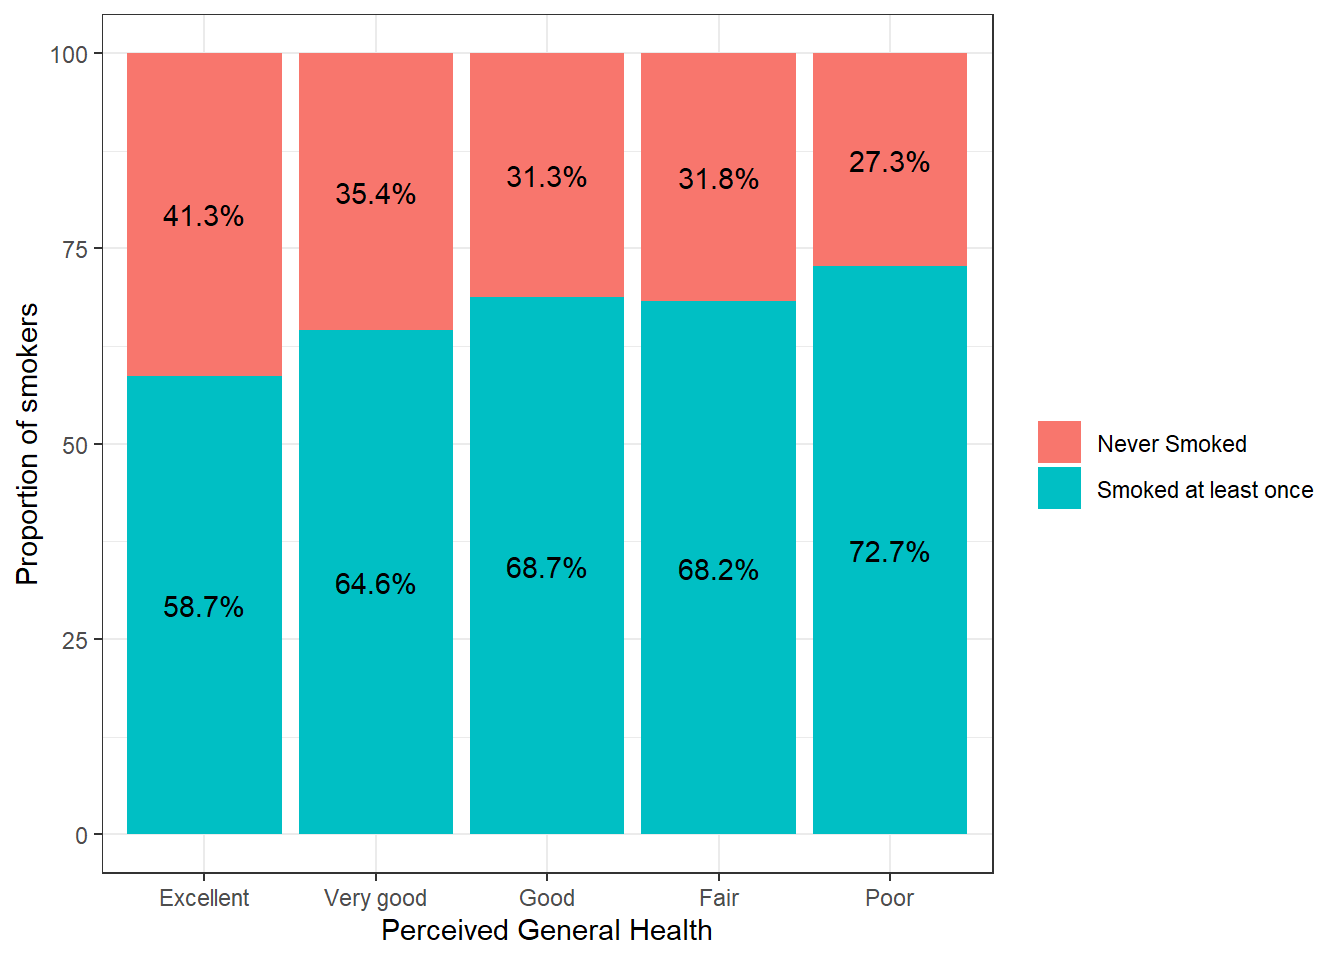 Proportion of smokers
100
75
50
25
0
41.3%
35.4%
31.3%
31.8%
27.3%
58.7%
64.6%
68.7%
68.2%
72.7%
Excellent
Very good
Good
Fair
Poor
Perceived General Health
Never Smoked
Smoked at least once